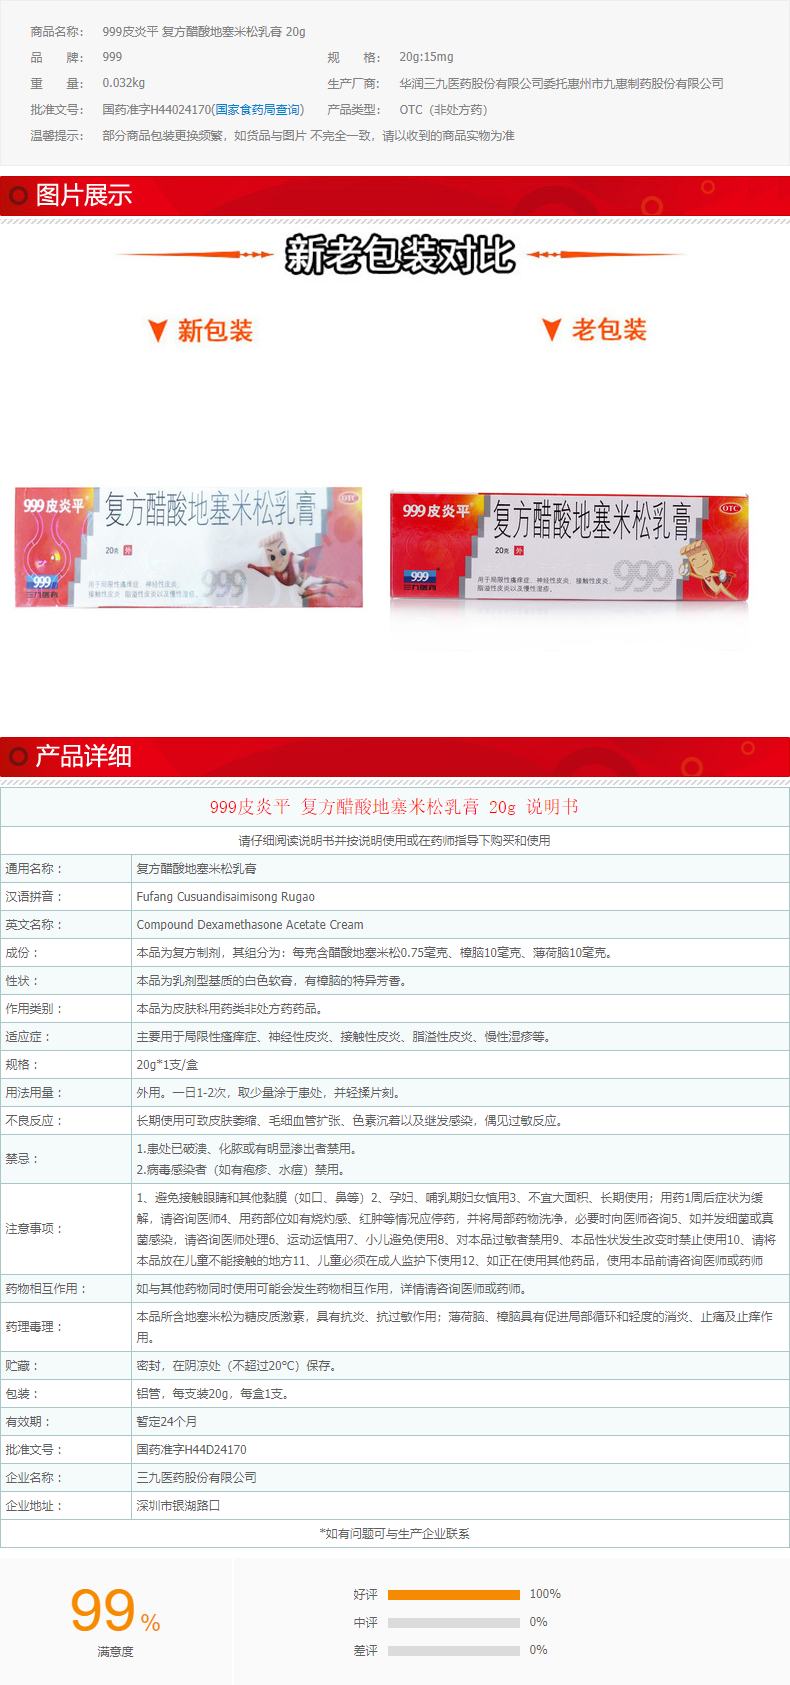 商品名称： 999皮炎平 复方醋酸地塞米松乳膏 20g
品 牌： 999 规 格： 20g:15mg
重 量： 0.032kg 生产厂商： 华润三九医药股份有限公司委托惠州市九惠制药股份有限公司
批准文号： 国药准字H44024170(国家食药局查询) 产品类型： OTC（非处方药）
温馨提示： 部分商品包装更换频繁，如货品与图片 不完全一致，请以收到的商品实物为准
图片展示
新老包装对比
新包装 老包装
999皮炎平
复方醋酸地塞米松乳膏
OTC
20克 外
用于局限性瘙痒症、神经性皮炎、
接触性皮炎、脂溢性皮炎以及慢性湿疹。
999
999
三九医药
999皮炎平
复方醋酸地塞米松乳膏
OTC
20克 外
用于局限性瘙痒症、神经性皮炎、接触性皮炎、
脂溢性皮炎以及慢性湿疹。
999
999
三九医药
产品详细
999皮炎平 复方醋酸地塞米松乳膏 20g 说明书
请仔细阅读说明书并按说明使用或在药师指导下购买和使用
通用名称： 复方醋酸地塞米松乳膏
汉语拼音： Fufang Cusuandisaimisong Rugao
英文名称： Compound Dexamethasone Acetate Cream
成份： 本品为复方制剂，其组分为：每克含醋酸地塞米松0.75毫克、樟脑10毫克、薄荷脑10毫克。
性状： 本品为乳剂型基质的白色软膏，有樟脑的特异芳香。
作用类别： 本品为皮肤科用药类非处方药药品。
适应症： 主要用于局限性瘙痒症、神经性皮炎、接触性皮炎、脂溢性皮炎、慢性湿疹等。
规格： 20g*1支/盒
用法用量： 外用。一日1-2次，取少量涂于患处，并轻揉片刻。
不良反应： 长期使用可致皮肤萎缩、毛细血管扩张、色素沉着以及继发感染，偶见过敏反应。
禁忌：
1.患处已破溃、化脓或有明显渗出者禁用。
2.病毒感染者（如有疱疹、水痘）禁用。
注意事项：
1、避免接触眼睛和其他黏膜（如口、鼻等）2、孕妇、哺乳期妇女慎用3、不宜大面积、长期使用；用药1周后症状为缓
解，请咨询医师4、用药部位如有烧灼感、红肿等情况应停药，并将局部药物洗净，必要时向医师咨询5、如并发细菌或真
菌感染，请咨询医师处理6、运动运慎用7、小儿避免使用8、对本品过敏者禁用9、本品性状发生改变时禁止使用10、请将
本品放在儿童不能接触的地方11、儿童必须在成人监护下使用12、如正在使用其他药品，使用本品前请咨询医师或药师
药物相互作用： 如与其他药物同时使用可能会发生药物相互作用，详情请咨询医师或药师。
药理毒理：
本品所含地塞米松为糖皮质激素，具有抗炎、抗过敏作用；薄荷脑、樟脑具有促进局部循环和轻度的消炎、止痛及止痒作
用。
贮藏： 密封，在阴凉处（不超过20°C）保存。
包装： 铝管，每支装20g，每盒1支。
有效期： 暂定24个月
批准文号： 国药准字H44D24170
企业名称： 三九医药股份有限公司
企业地址： 深圳市银湖路口
*如有问题可与生产企业联系
99%
满意度
好评 100%
中评 0%
差评 0%